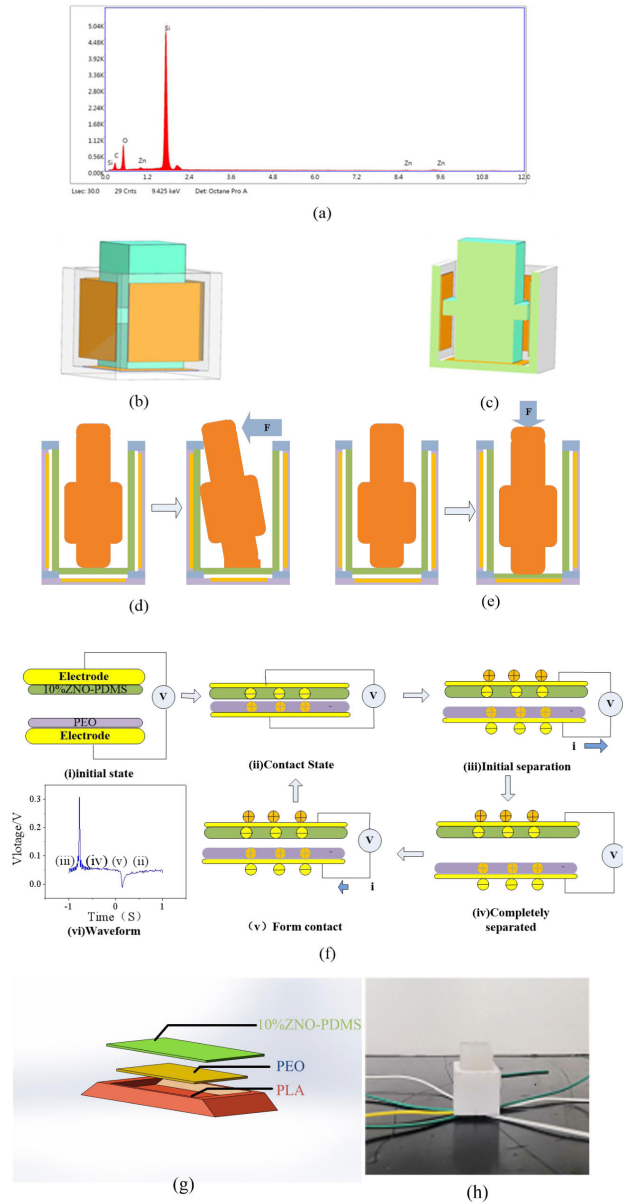 5.04K
4.48K
3.92K
3.36K
2.80K
2.24K
1.68K
1.12K
0.56K
0.00K
Si
O
C
Si
Zn
Zn
Zn
0.0 1.2 2.4 3.6 4.8 6.0 7.2 8.4 9.6 10.8 12.0
Lsec: 30.0 29 Cnts 9.425 keV Det: Octane Pro A
(a)
(b)
(c)
F
F
(d)
(e)
Electrode
10%ZNO-PDMS
V
PEO
Electrode
(i)initial state
V
(ii)Contact State
V
i
(iii)Initial separation
Vlotage/V
0.3
0.2
0.1
0.0
(iii)
(iv)
(v)
(ii)
-1 0 1
Time（S）
(vi)Waveform
V
i
（v）Form contact
V
(iv)Completely
separated
(f)
10%ZNO-PDMS
PEO
PLA
(g)
(h)